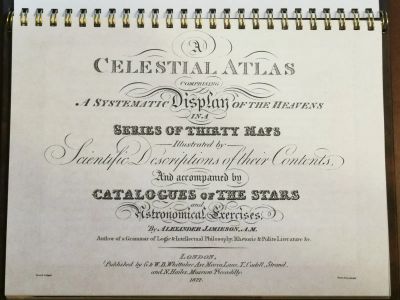 A
CELESTIAL ATLAS
COMPRISING
A SYSTEMATIC Display OF THE HEAVENS
IN A
SERIES OF THIRTY MAPS
Illustrated by
Scientific Descriptions of their Contents,
And accompanied by
CATALOGUES OF THE STARS
and
Astronomical Exercises.
By ALEXANDER JAMIESON, A.M.
Author of a Grammar of Logic & Intellectual Philosophy, Rhetoric & Polite Literature &c.
LONDON,
Published by G. & W. B. Whittaker Ave Maria Lane, T. Cadell, Strand,
and N. Hailes, Museum Piccadilly.
1822.